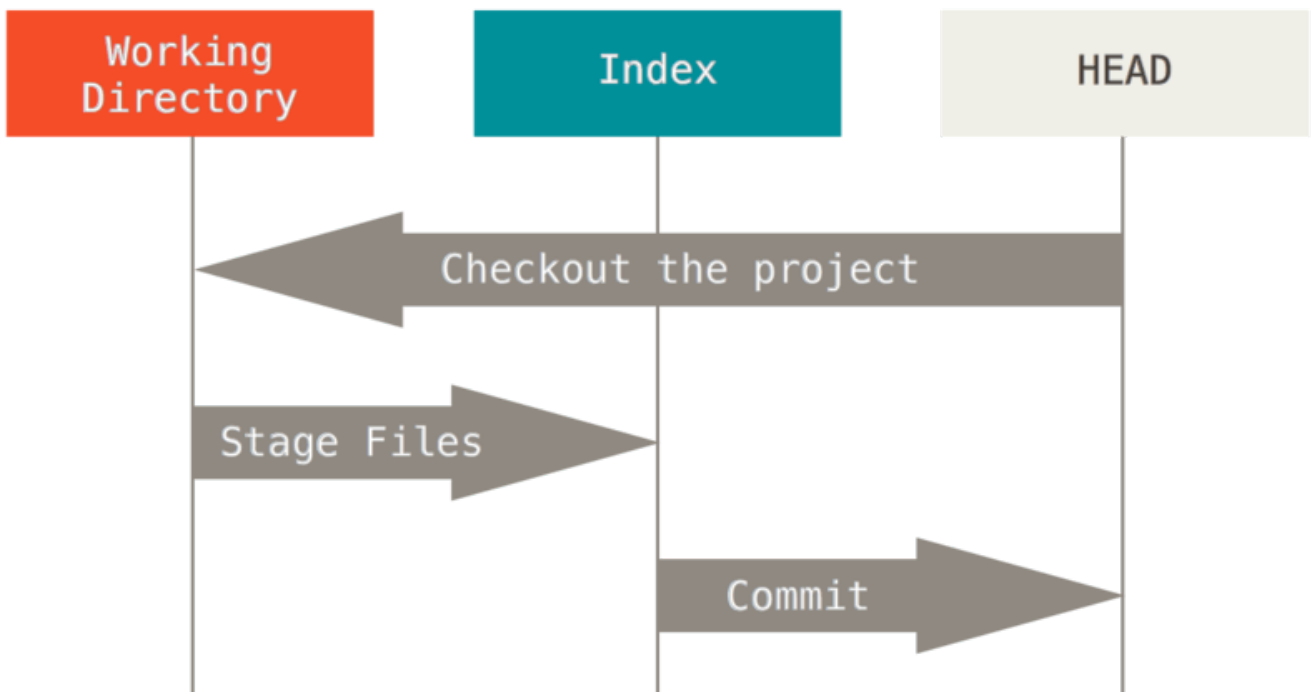 Working
Directory
Index
HEAD
Checkout the project
Stage Files
Commit